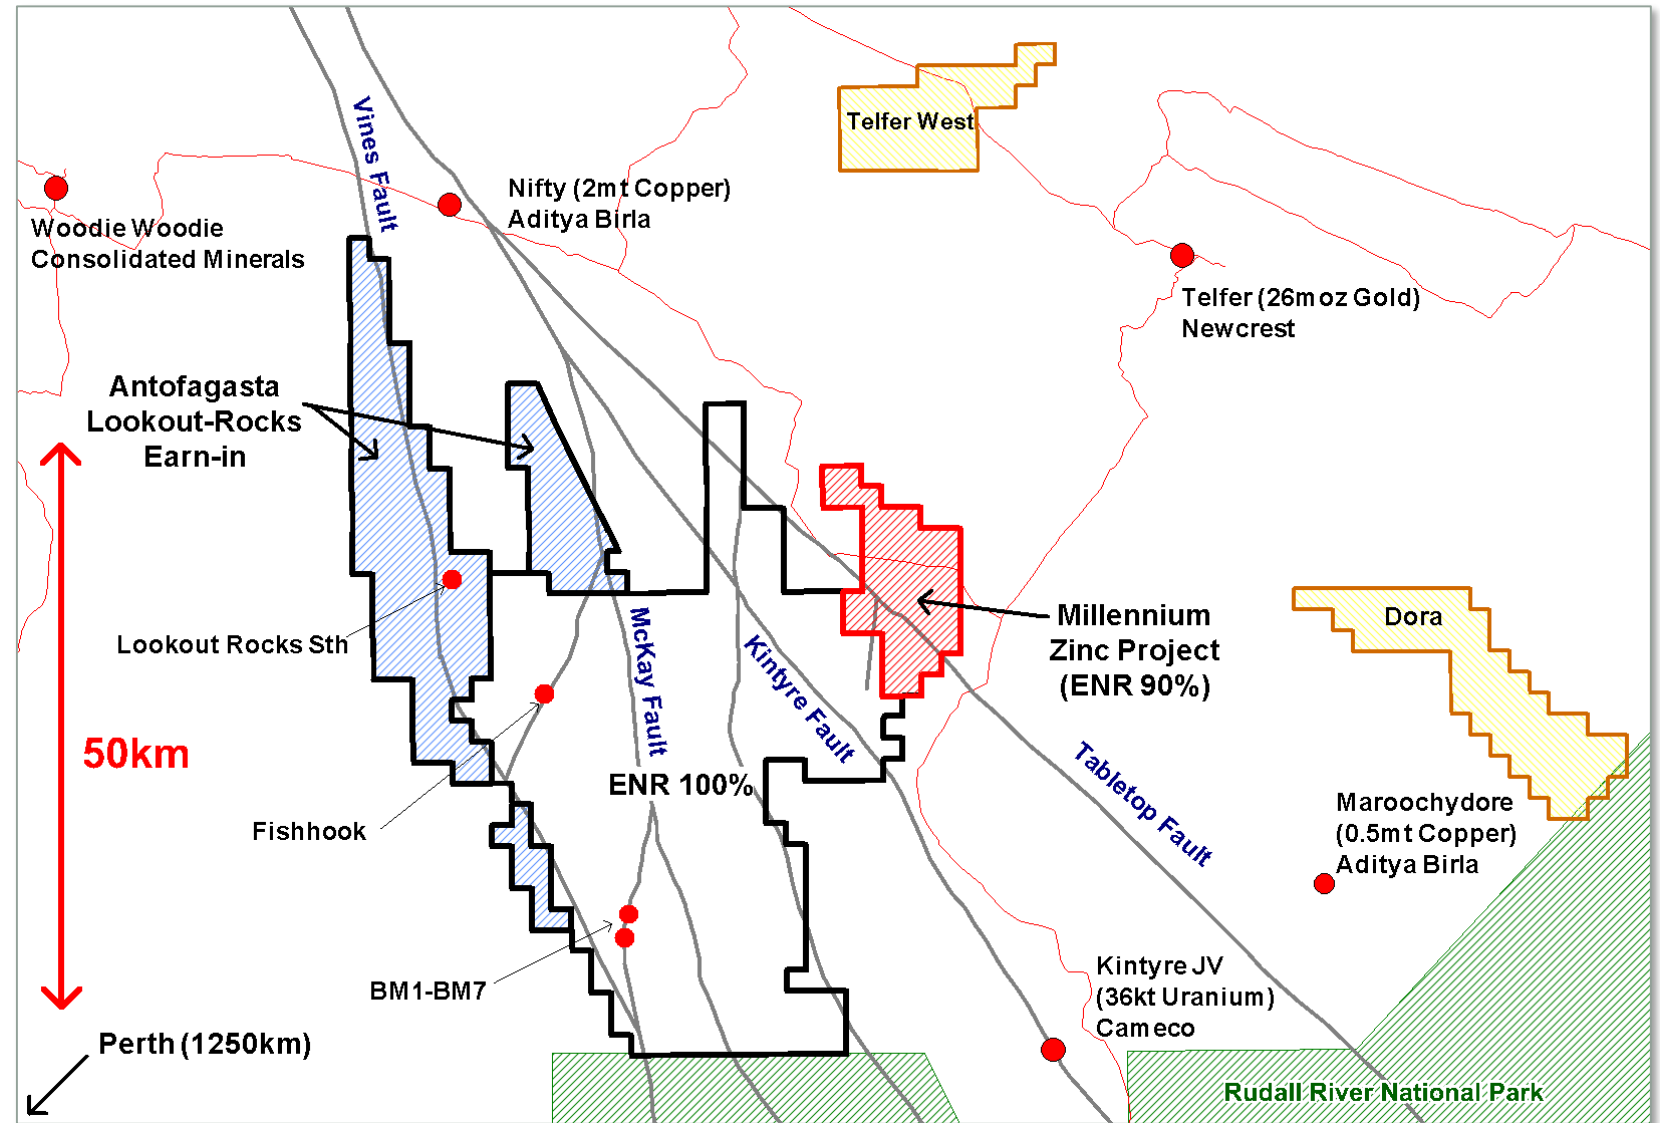 Telfer West
Vines Fault
Nifty (2mt Copper)
Aditya Birla
Woodie Woodie
Consolidated Minerals
Telfer (26moz Gold)
Newcrest
Antofagasta
Lookout-Rocks
Earn-in
Millennium
Zinc Project
(ENR 90%)
Dora
Lookout Rocks Sth
McKay Fault
Kintyre Fault
50km
ENR 100%
Tabletop Fault
Fishhook
Maroochydore
(0.5mt Copper)
Aditya Birla
BM1-BM7
Kintyre JV
(36kt Uranium)
Cameco
Perth (1250km)
Rudall River National Park